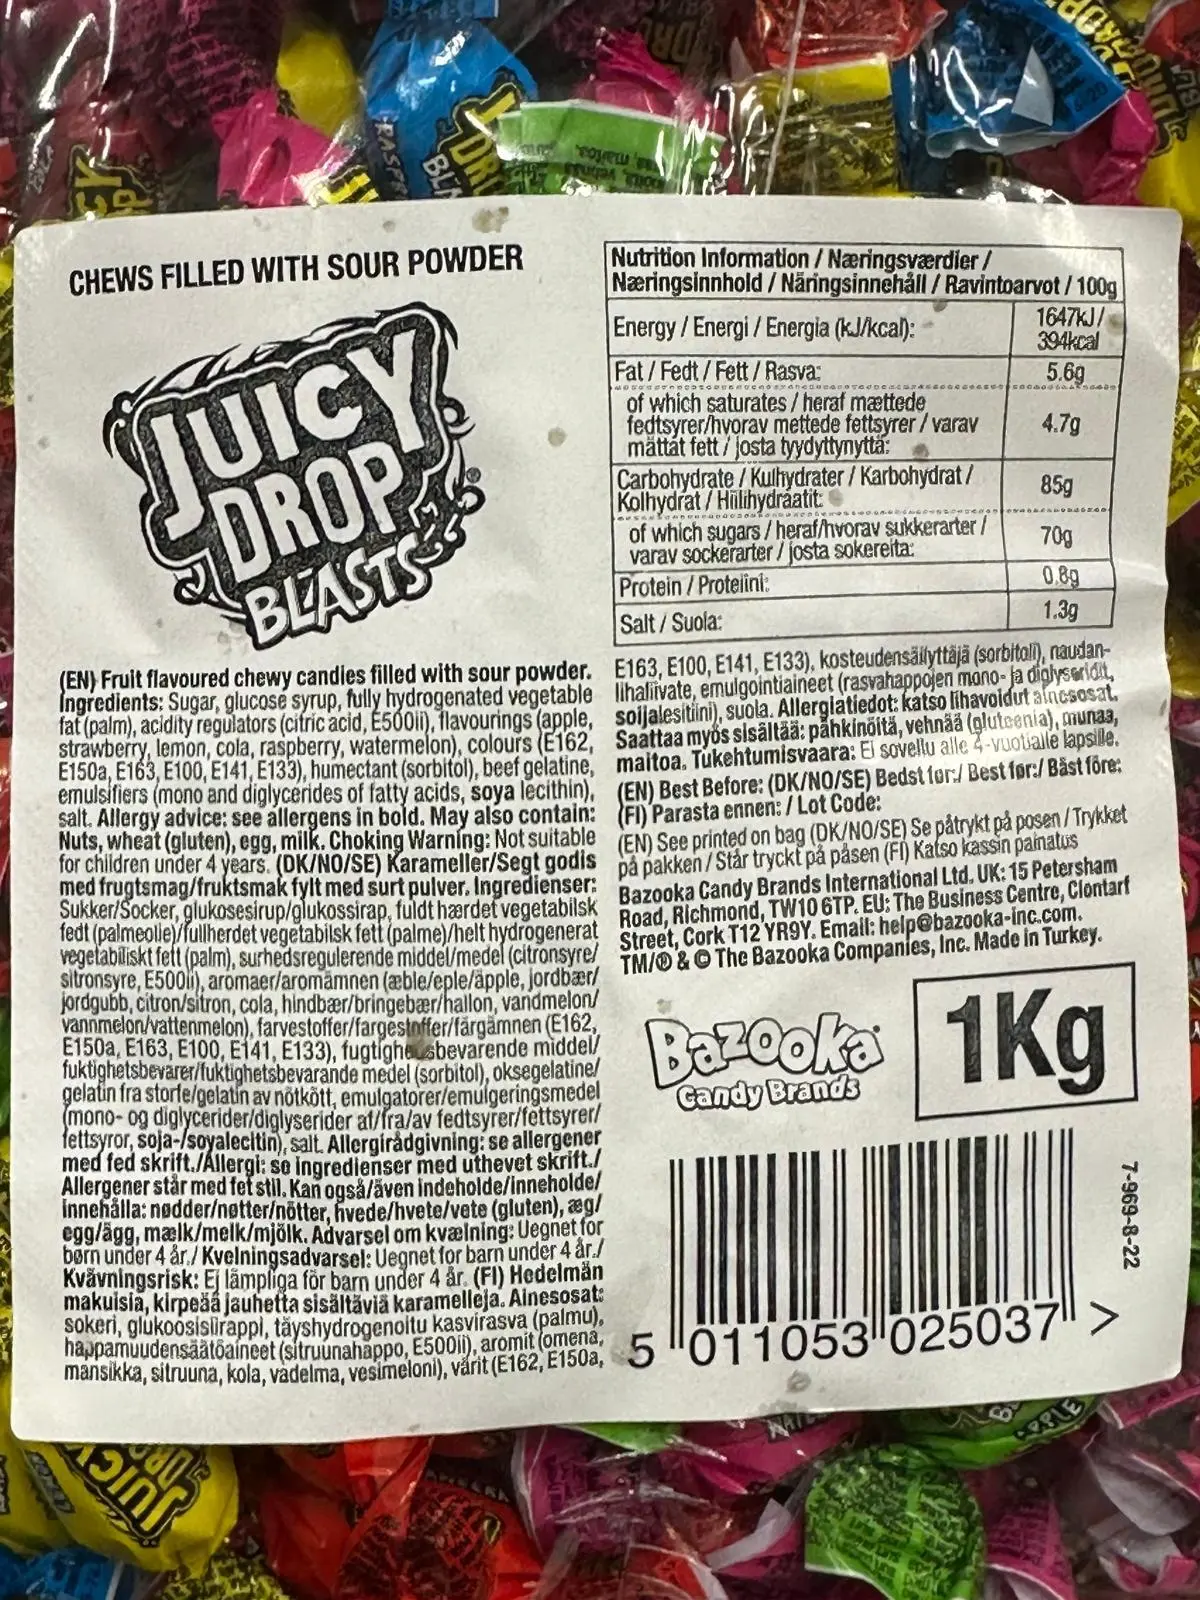 CHEWS FILLED WITH SOUR POWDER
JUICY
DROP
BLASTS
(EN) Fruit flavoured chewy candies filled with sour powder.
Ingredients: Sugar, glucose syrup, fully hydrogenated vegetable
fat (palm), acidity regulators (citric acid, E500ii), flavourings (apple,
strawberry, lemon, cola, raspberry, watermelon), colours (E162,
E150a, E163, E100, E141, E133), humectant (sorbitol), beef gelatine,
emulsifiers (mono and diglycerides of fatty acids, soya lecithin),
salt. Allergy advice: see allergens in bold. May also contain:
Nuts, wheat (gluten), egg, milk. Choking Warning: Not suitable
for children under 4 years. (DK/NO/SE) Karameller/Segt godis
med frugtsmag/fruktsmak fylt med surt pulver. Ingredienser:
Sukker/Socker, glukosesirup/glukossirap, fuldt hærdet vegetabilsk
fedt (palmeolie)/fullherdet vegetabilsk fett (palme)/helt hydrogenerat
vegetabiliskt fett (palm), surhedsregulerende middel/medel (citronsyre/
sitronsyre, E500ii), aromaer/aromämnen (æble/eple/äpple, jordbær/
jordgubb, citron/sitron, cola, hindbær/bringebær/hallon, vandmelon/
vannmelon/vattenmelon), farvestoffer/fargestoffer/färgämnen (E162,
E150a, E163, E100, E141, E133), middel/
fuktighetsbevarer/fuktighetsbevarande medel (sorbitol), oksegelatine/
gelatin fra storfe/gelatin av nötkött, emulgatorer/emulgeringsmedel
(mono- og diglycerider/diglyserider af/fra/av fedtsyrer/fettsyrer/
fettsyror, soja-/soyalecitin), salt. Allergirådgivning: se allergener
med fed skrift./Allergi: se ingredienser med uthevet skrift./
Allergener står med fet stil. Kan også/även indeholde/inneholde/
innehålla: nødder/nøtter/nötter, hvede/hvete/vete (gluten), æg/
egg/ägg, mælk/melk/mjölk. Advarsel om kvælning: Uegnet for
børn under 4 år./ Kvelningsadvarsel: Uegnet for barn under 4 år./
Kvävningsrisk: Ej lämpliga för barn under 4 år. (FI) Hedelmän
makuisia, kirpeää jauhetta sisältäviä karamelleja. Ainesosat:
sokeri, glukoosisiirappi, täyshydrogenoitu kasvirasva (palmu),
happamuudensäätöaineet (sitruunahappo, E500ii), aromit (omena,
mansikka, sitruuna, kola, vadelma, vesimeloni), värit (E162, E150a,
Nutrition Information / Næringsværdier /
Næringsinnhold / Näringsinnehåll / Ravintoarvot / 100g
Energy / Energi / Energia (kJ/kcal): 1647kJ/
394kcal
Fat / Fedt / Fett / Rasva: 5.6g
of which saturates / heraf mættede
fedtsyrer/hvorav mettede fettsyrer / varav
mättat fett / josta tyydyttynyttä: 4.7g
Carbohydrate / Kulhydrater / Karbohydrat /
Kolhydrat / Hiilihydraatit: 85g
of which sugars / heraf/hvorav sukkerarter /
varav sockerarter / josta sokereita: 70g
Protein / Proteiini: 0.8g
Salt / Suola: 1.3g
E163, E100, E141, E133), kosteudensäilyttäjä (sorbitoli), naudan-
lihaliivate, emulgointiaineet (rasvahappojen mono- ja diglyseridit,
soijalesitiini), suola. Allergiatiedot: katso lihavoidut ainesosat.
Saattaa myös sisältää: pähkinöitä, vehnää (gluteenia), munaa,
maitoa. Tukehtumisvaara: Ei sovellu alle 4-vuotialle lapsille.
(EN) Best Before: (DK/NO/SE) Bedst før:/ Best før:/ Bäst före:
(FI) Parasta ennen: / Lot Code:
(EN) See printed on bag (DK/NO/SE) Se påtrykt på posen / Trykket
på pakken / Står tryckt på påsen (FI) Katso kassin painatus
Bazooka Candy Brands International Ltd. UK: 15 Petersham
Road, Richmond, TW10 6TP. EU: The Business Centre, Clontarf
Street, Cork T12 YR9Y. Email: help@bazooka-inc.com.
TM/® & © The Bazooka Companies, Inc. Made in Turkey.
Bazooka
Candy Brands
1Kg
7-969-8-22
5 011053 025037 >